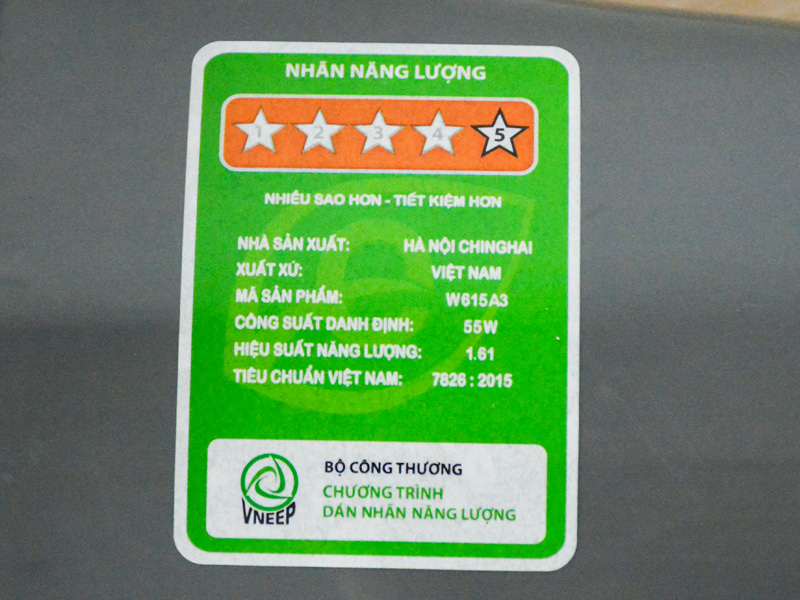 NHÃN NĂNG LƯỢNG
1 2 3 4 5
NHIỀU SAO HƠN - TIẾT KIỆM HƠN
NHÀ SẢN XUẤT: HÀ NỘI CHINGHAI
XUẤT XỨ: VIỆT NAM
MÃ SẢN PHẨM: W615A3
CÔNG SUẤT DANH ĐỊNH: 55W
HIỆU SUẤT NĂNG LƯỢNG: 1.61
TIÊU CHUẨN VIỆT NAM: 7826 : 2015
BỘ CÔNG THƯƠNG
CHƯƠNG TRÌNH
DÁN NHÃN NĂNG LƯỢNG
VNEEP